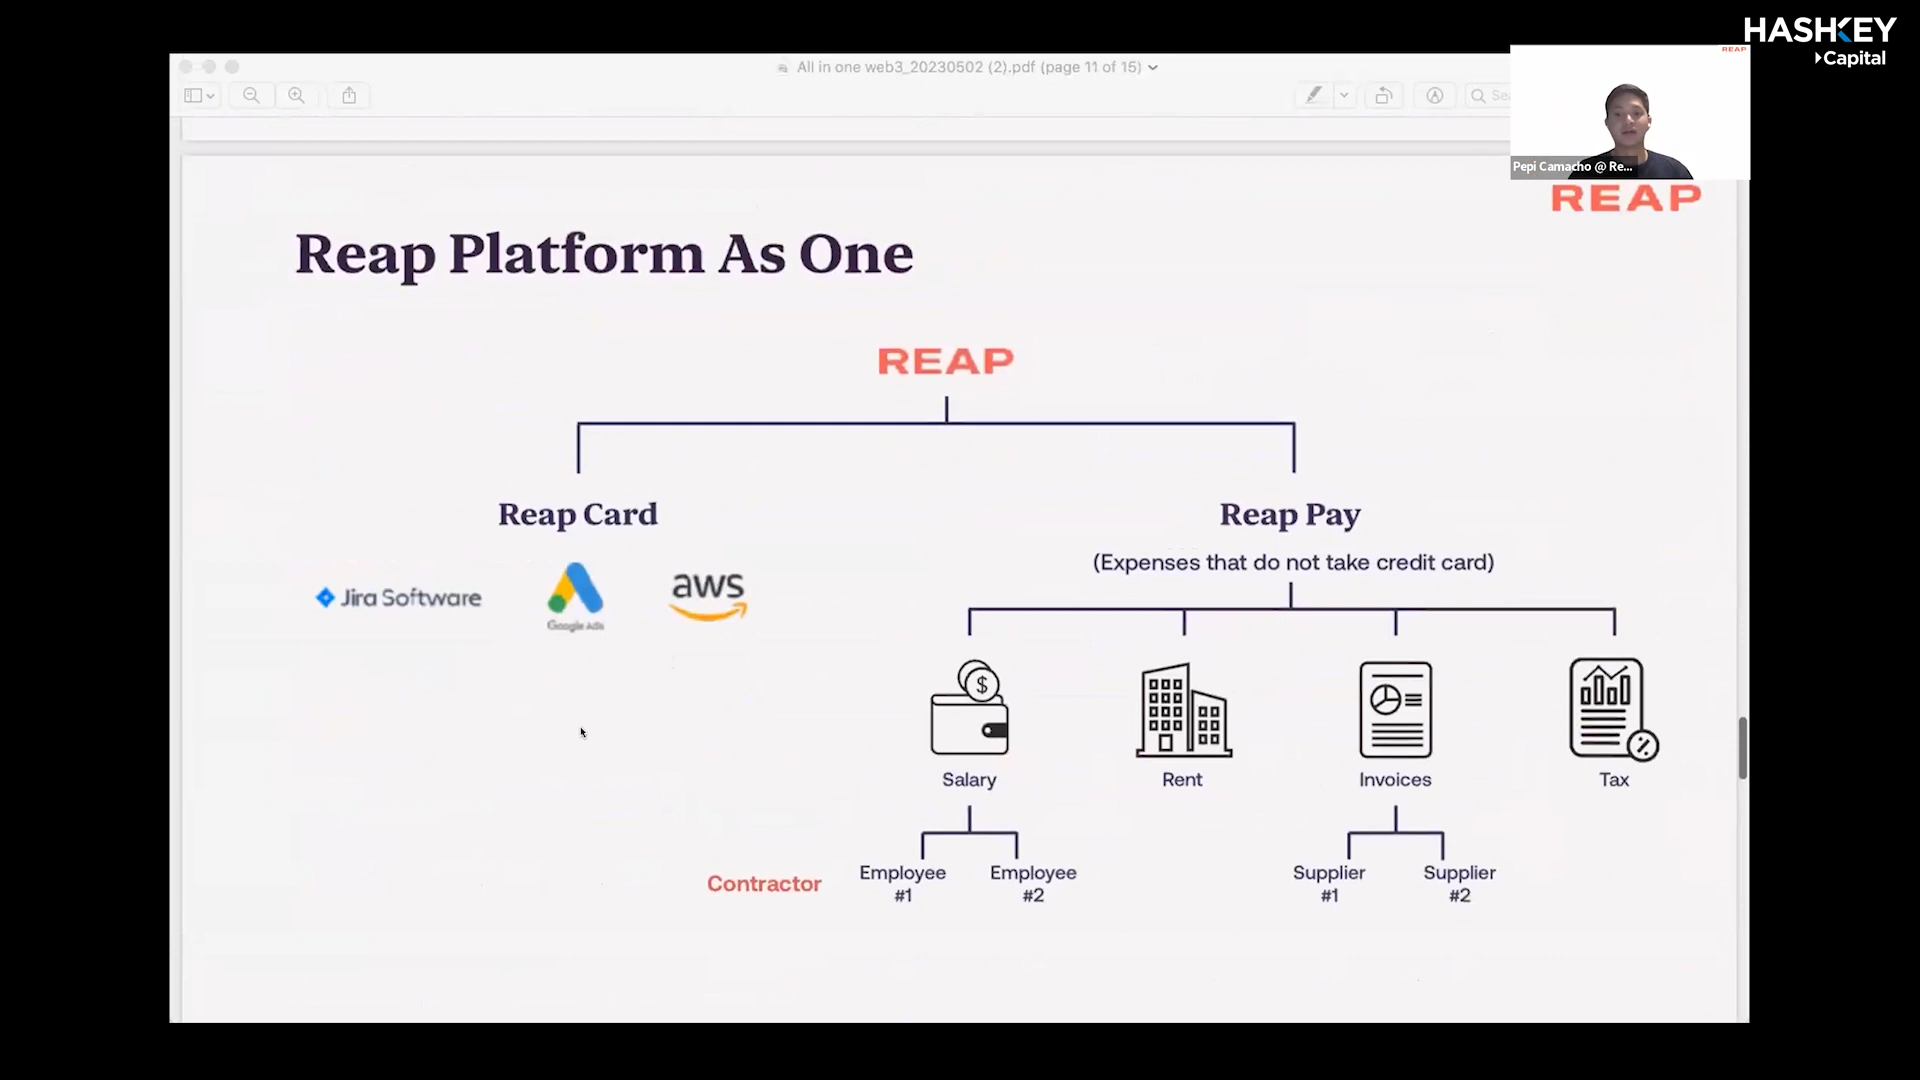 HASHKEY
Capital
All in one web3_20230502 (2).pdf (page 11 of 15)
REAP
Pepi Camacho @ Re...
REAP
Reap Platform As One
REAP
Reap Card
Reap Pay
(Expenses that do not take credit card)
Jira Software
Google Ads
aws
$
Salary
Rent
Invoices
Tax
Contractor
Employee
#1
Employee
#2
Supplier
#1
Supplier
#2